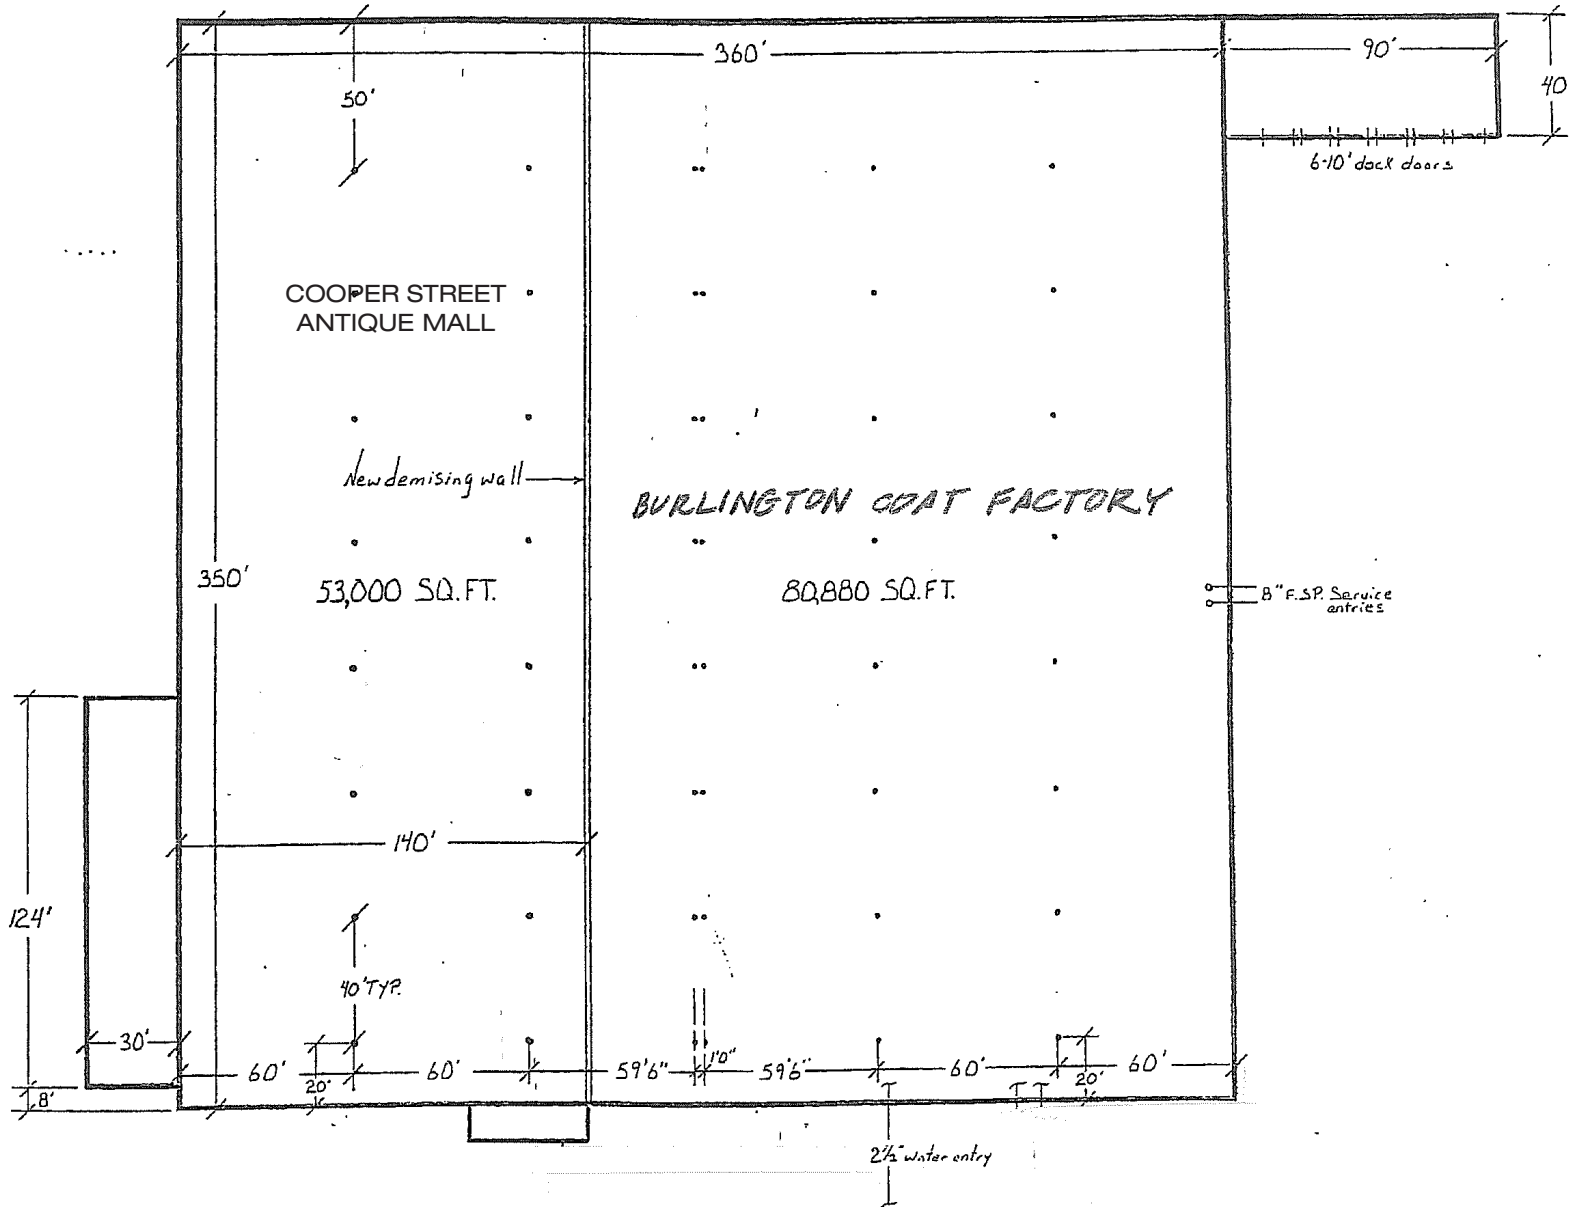 360'
90'
40
50'
6-10' dock doors
COOPER STREET
ANTIQUE MALL
New demising wall
BURLINGTON COAT FACTORY
350'
53,000 SQ.FT.
80,880 SQ.FT.
8" F.S.P. Service
entries
140'
124'
40' TYP.
30'
60'
20'
60'
59'6"
1'0"
59'6"
60'
20'
60'
8'
2½" water entry